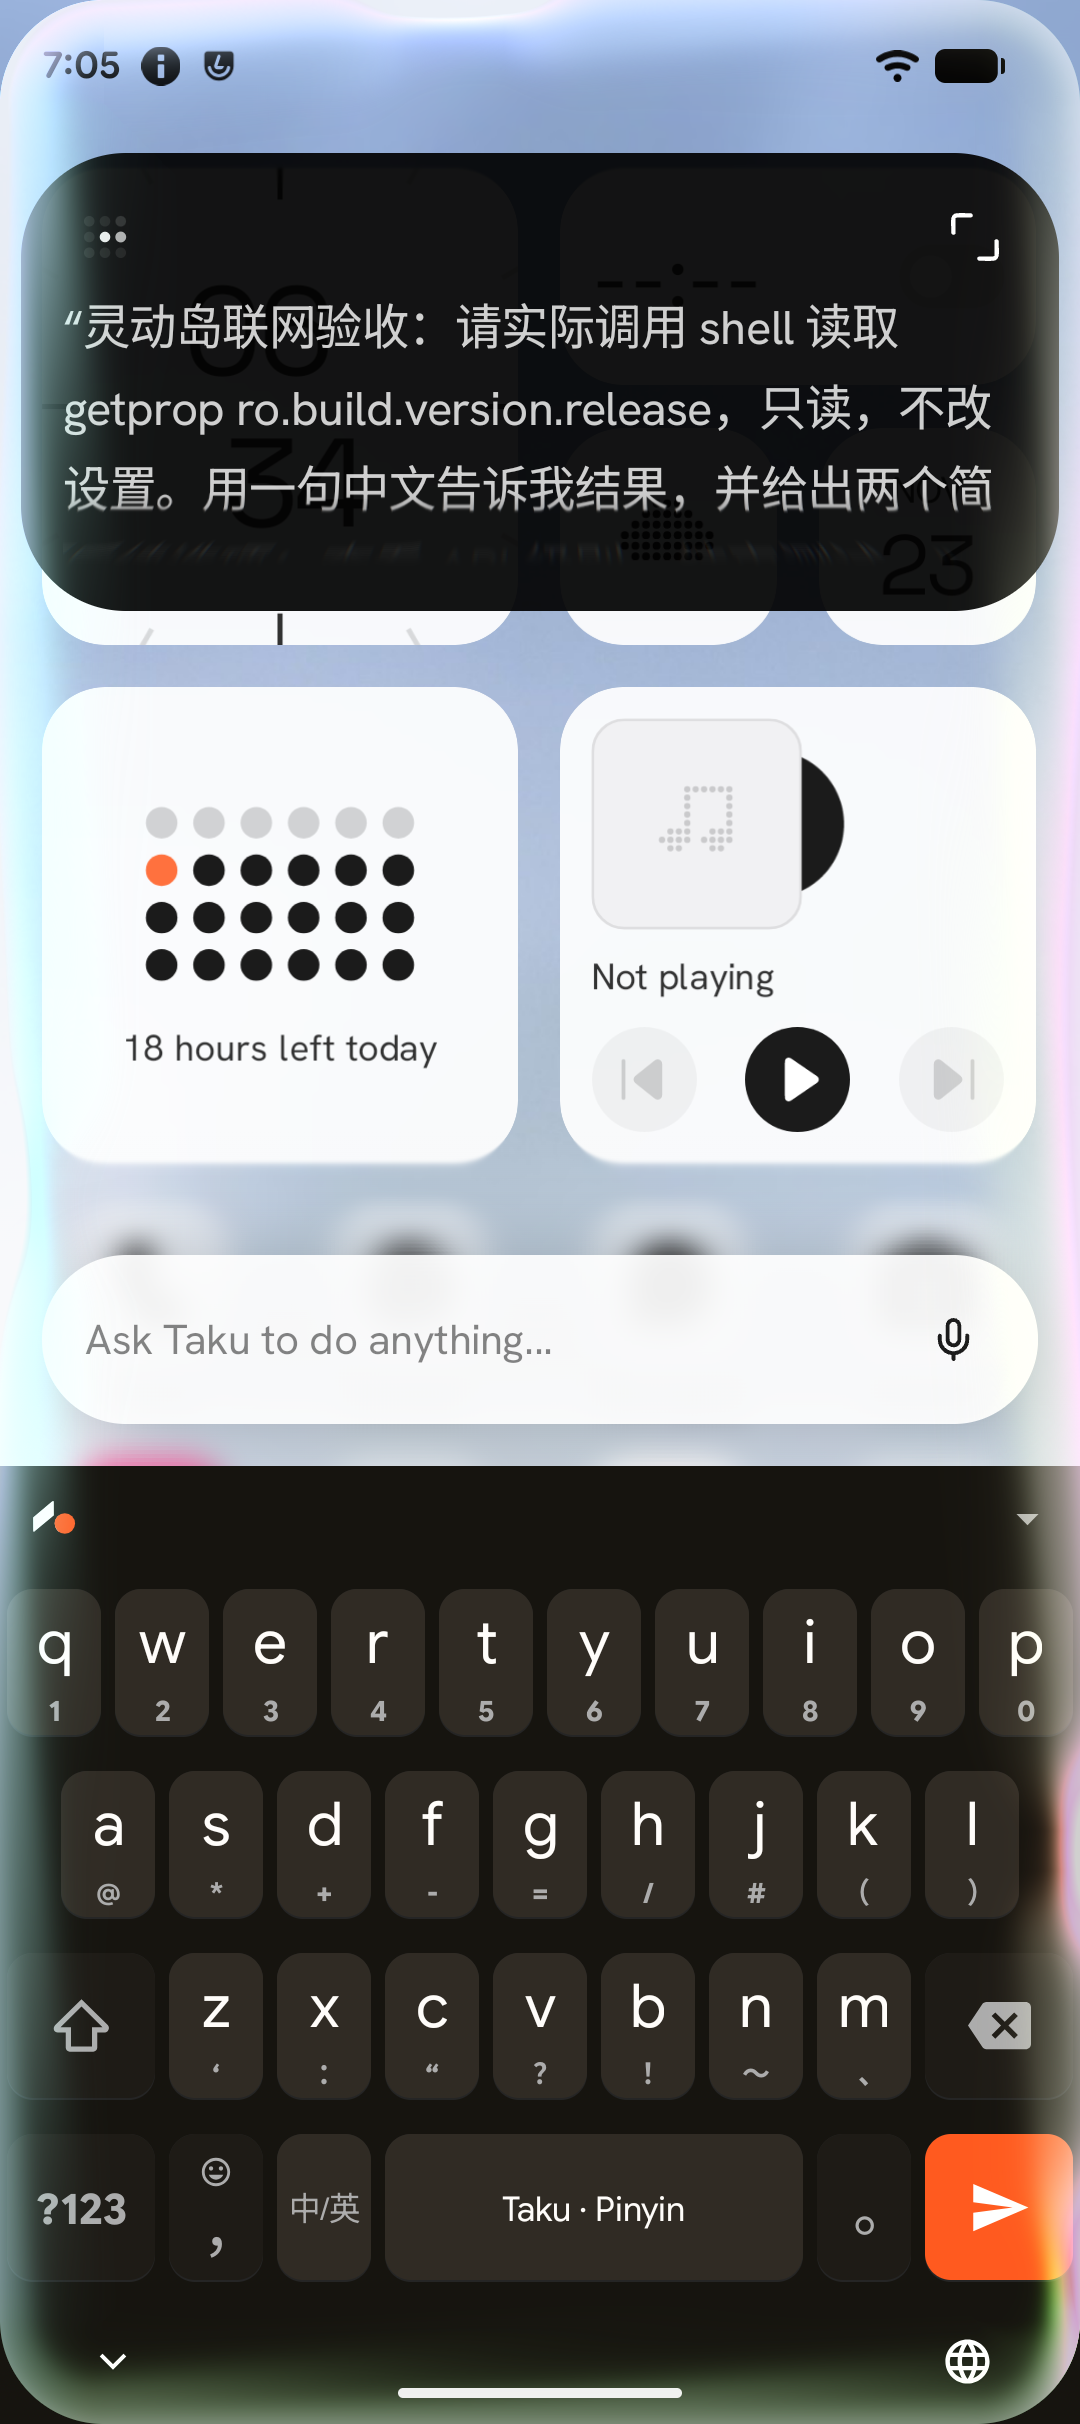 7:05
“灵动岛联网验收：请实际调用 shell 读取
getprop ro.build.version.release，只读，不改
设置。用一句中文告诉我结果，并给出两个简
34
23
18 hours left today
Not playing
Ask Taku to do anything...
q w e r t y u i o p
1 2 3 4 5 6 7 8 9 0
a s d f g h j k l
@ * + - = / # ( )
z x c v b n m
‘ : “ ? ! ～ 、
?123 ， 中/英 Taku · Pinyin 。